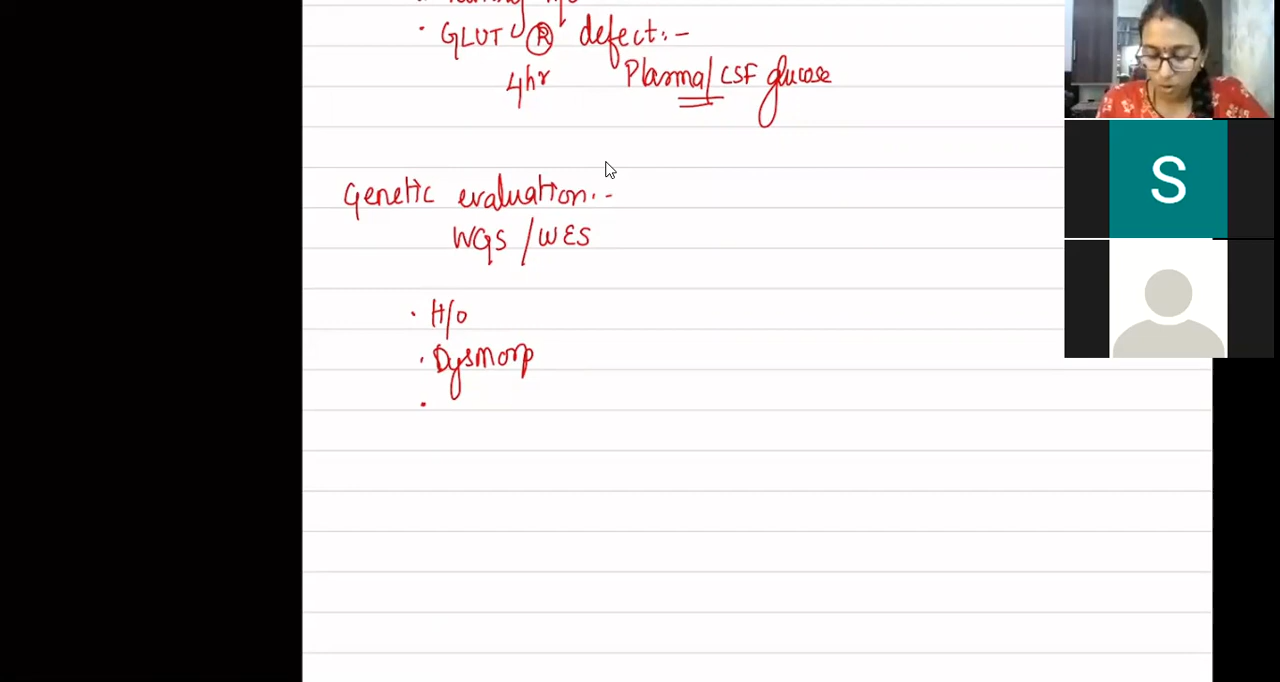 · GLUT Ⓡ defect:-
4hr Plasma/CSF glucose
Genetic evaluation:-
WGS /WES
· H/o
· Dysmorp
·
S